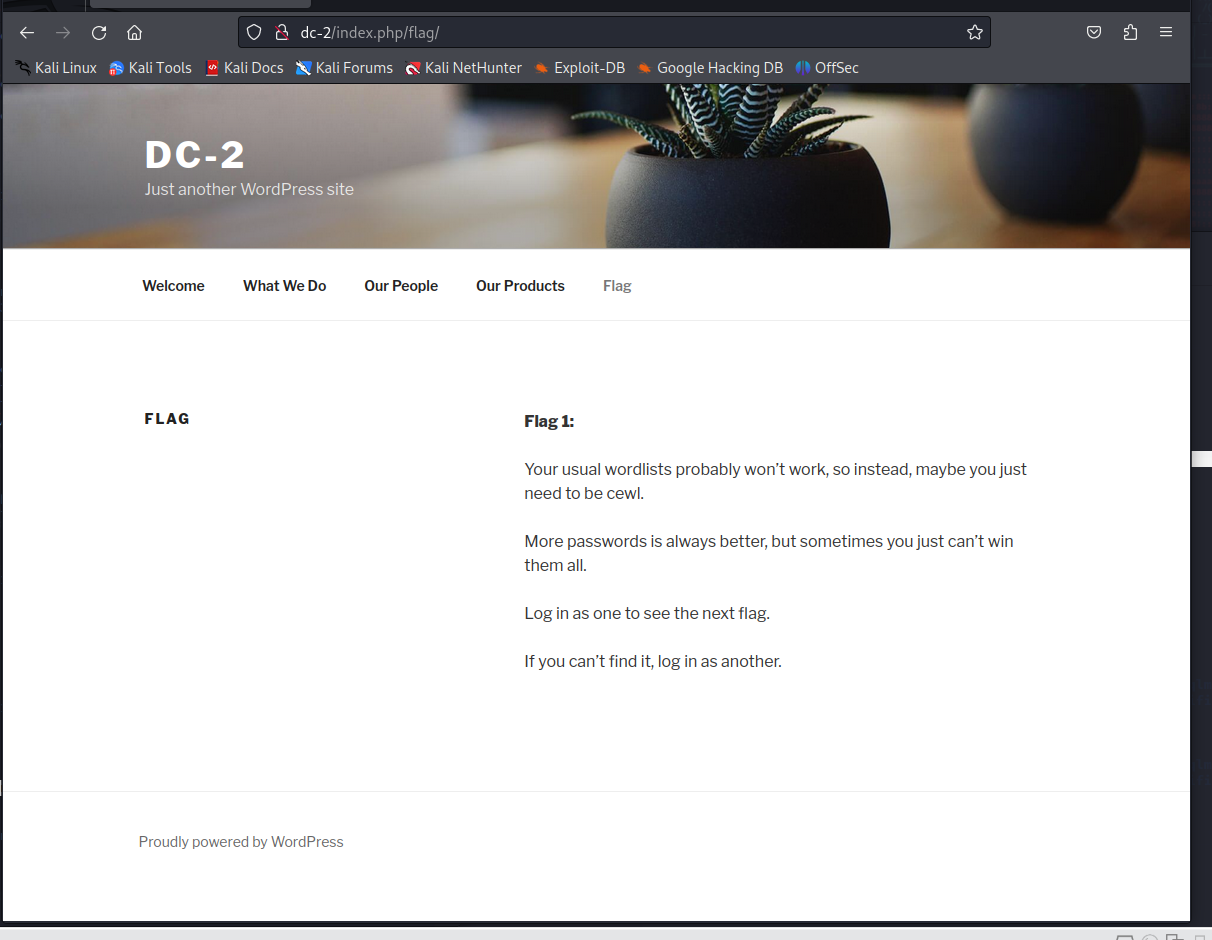 dc-2/index.php/flag/
Kali Linux Kali Tools Kali Docs Kali Forums Kali NetHunter Exploit-DB Google Hacking DB OffSec
DC-2
Just another WordPress site
Welcome What We Do Our People Our Products Flag
FLAG
Flag 1:
Your usual wordlists probably won’t work, so instead, maybe you just
need to be cewl.
More passwords is always better, but sometimes you just can’t win
them all.
Log in as one to see the next flag.
If you can’t find it, log in as another.
Proudly powered by WordPress